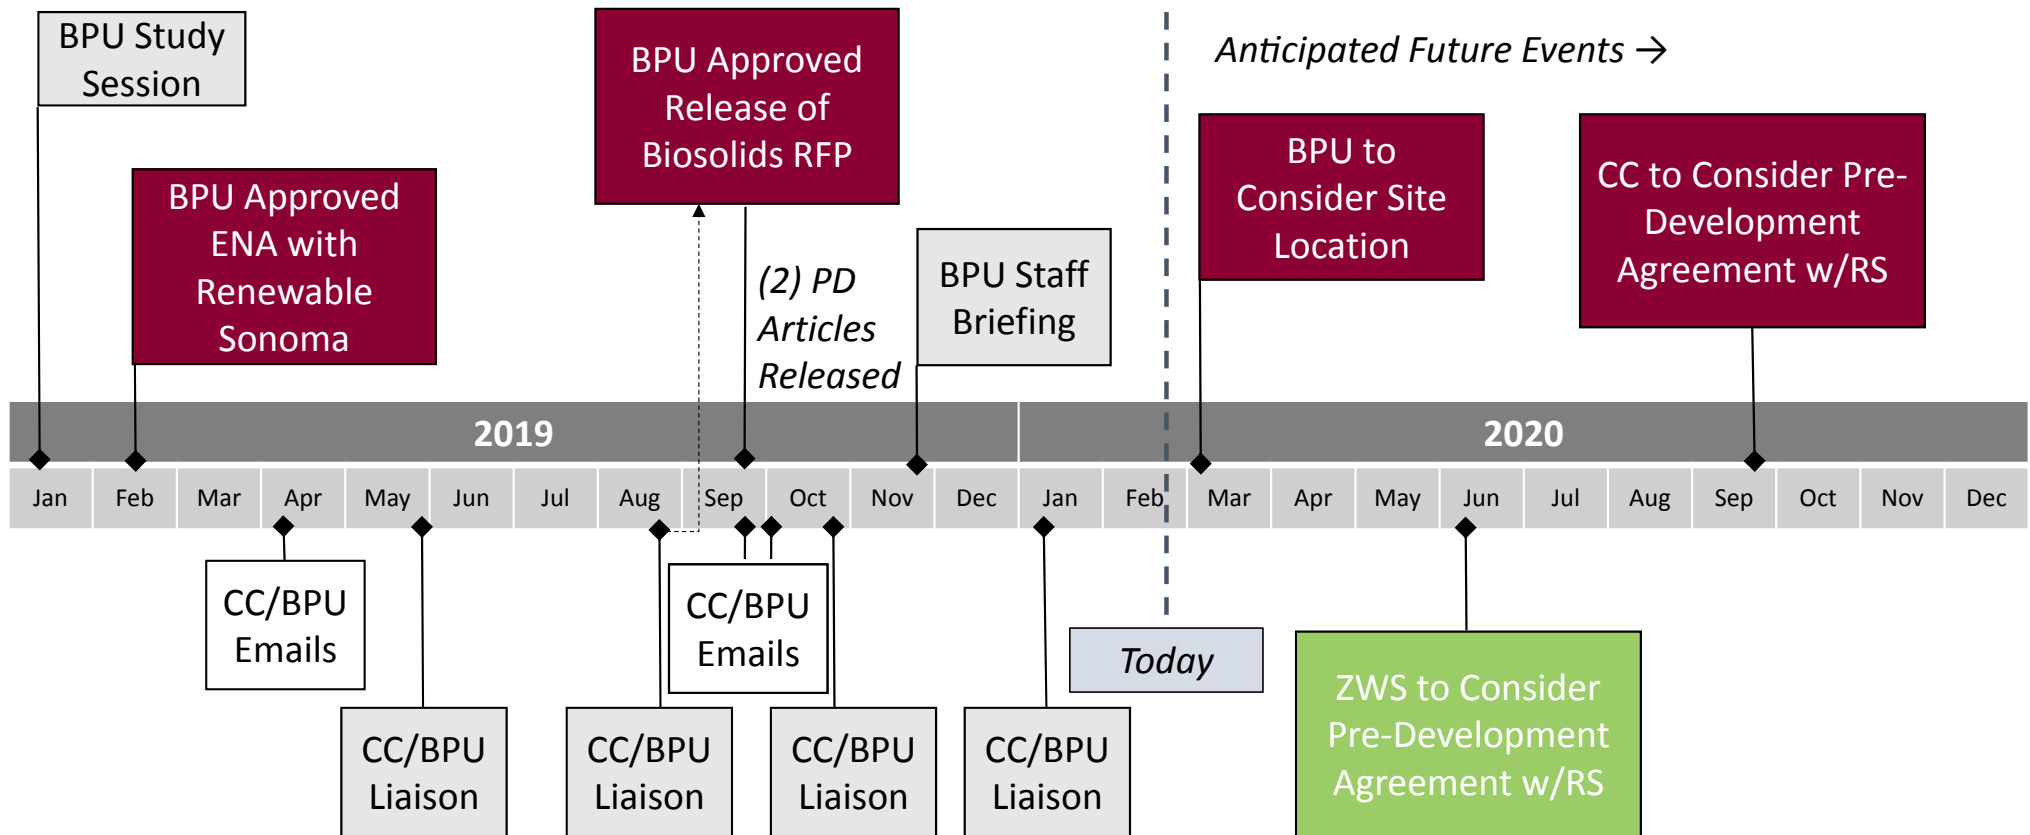 BPU Study
Session
BPU Approved
ENA with
Renewable
Sonoma
BPU Approved
Release of
Biosolids RFP
(2) PD
Articles
Released
BPU Staff
Briefing
Anticipated Future Events →
BPU to
Consider Site
Location
CC to Consider Pre-
Development
Agreement w/RS
2019
2020
Jan Feb Mar Apr May Jun Jul Aug Sep Oct Nov Dec Jan Feb Mar Apr May Jun Jul Aug Sep Oct Nov Dec
CC/BPU
Emails
CC/BPU
Liaison
CC/BPU
Liaison
CC/BPU
Emails
CC/BPU
Liaison
CC/BPU
Liaison
Today
ZWS to Consider
Pre-Development
Agreement w/RS